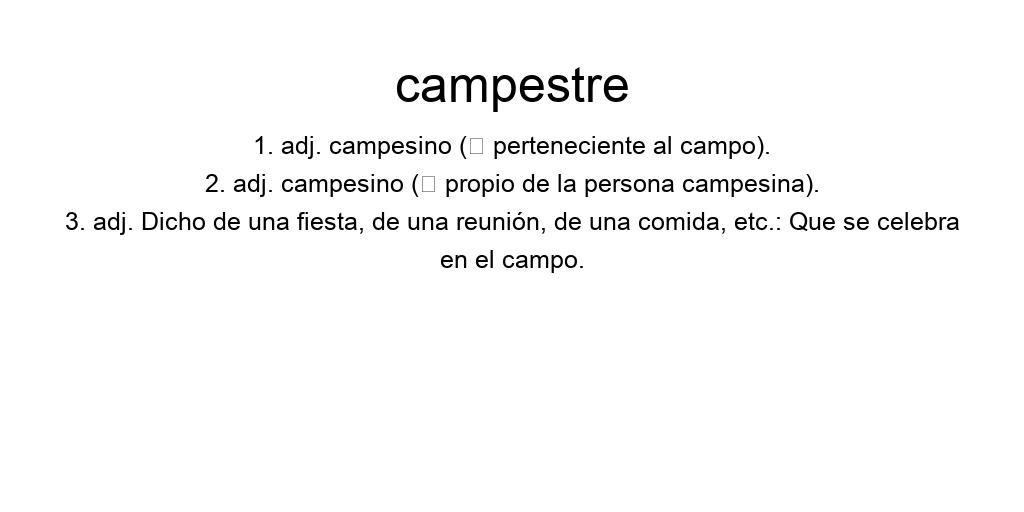 campestre
1. adj. campesino (▯ perteneciente al campo).
2. adj. campesino (▯ propio de la persona campesina).
3. adj. Dicho de una fiesta, de una reunión, de una comida, etc.: Que se celebra
en el campo.